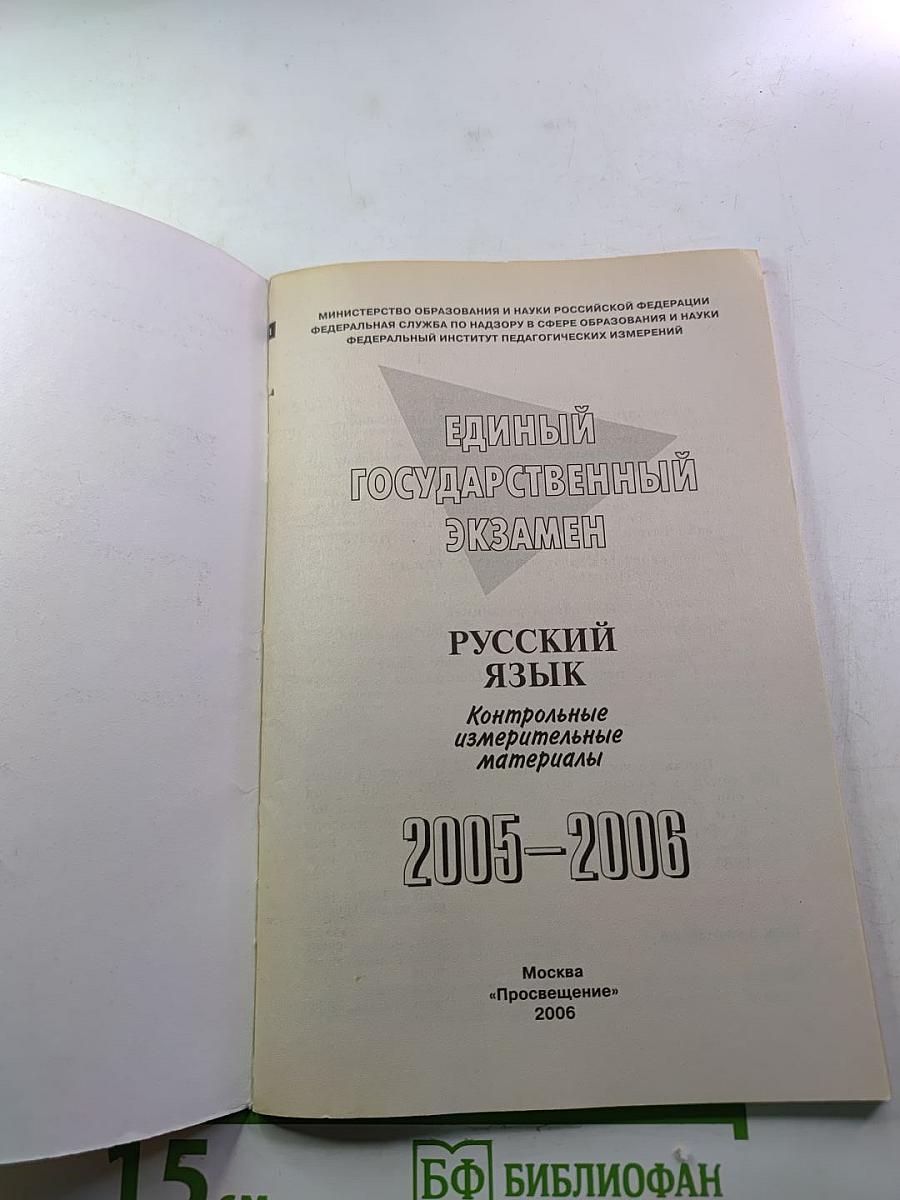 МИНИСТЕРСТВО ОБРАЗОВАНИЯ И НАУКИ РОССИЙСКОЙ ФЕДЕРАЦИИ
ФЕДЕРАЛЬНАЯ СЛУЖБА ПО НАДЗОРУ В СФЕРЕ ОБРАЗОВАНИЯ И НАУКИ
ФЕДЕРАЛЬНЫЙ ИНСТИТУТ ПЕДАГОГИЧЕСКИХ ИЗМЕРЕНИЙ
ЕДИНЫЙ
ГОСУДАРСТВЕННЫЙ
ЭКЗАМЕН
РУССКИЙ
ЯЗЫК
Контрольные
измерительные
материалы
2005—2006
Москва
«Просвещение»
2006
15 см
БФ БИБЛИОФАН